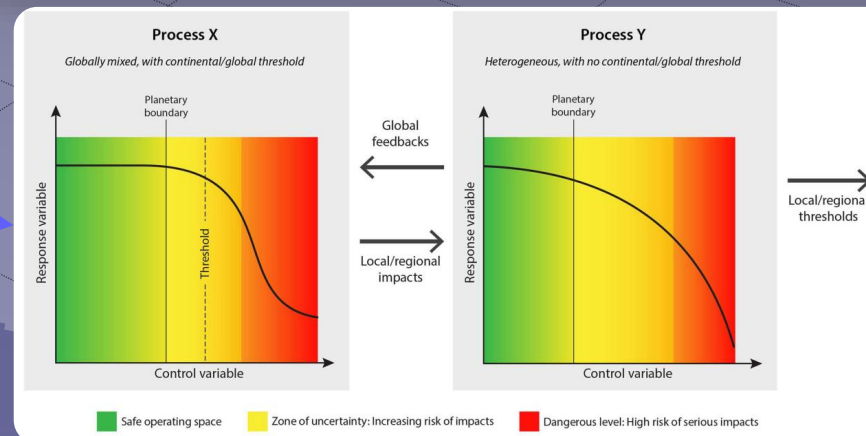 Process X
Globally mixed, with continental/global threshold
Planetary
boundary
Response variable
Threshold
Control variable
Global
feedbacks
Local/regional
impacts
Process Y
Heterogeneous, with no continental/global threshold
Planetary
boundary
Response variable
Control variable
Local/regiona
thresholds
Safe operating space
Zone of uncertainty: Increasing risk of impacts
Dangerous level: High risk of serious impacts